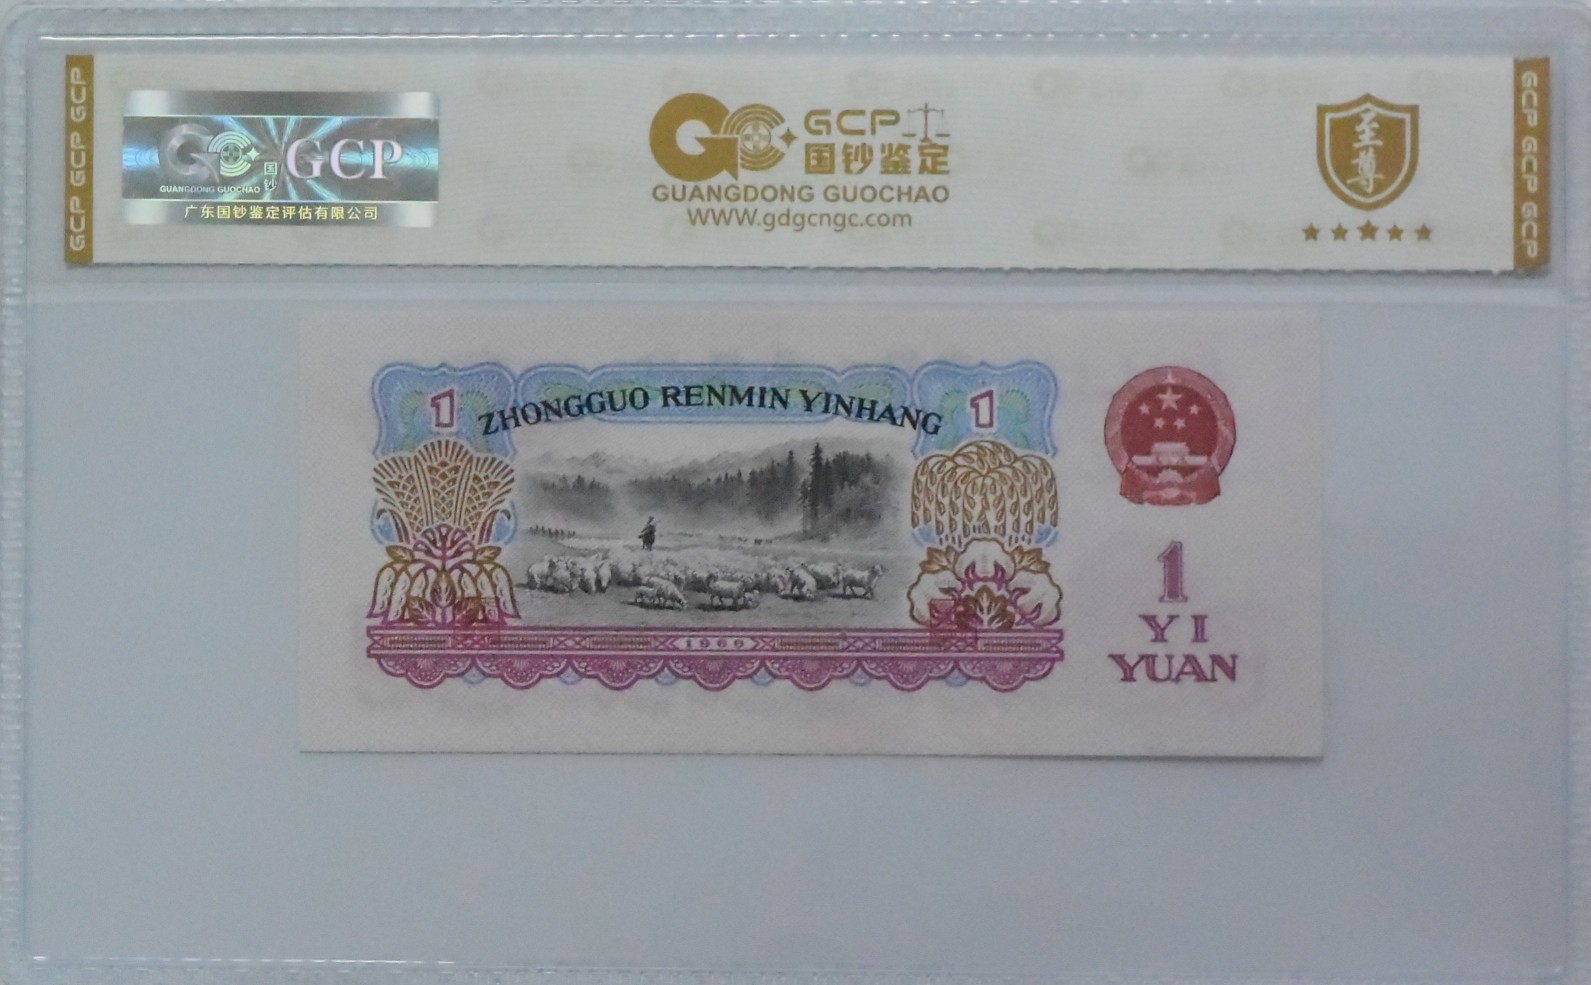 GCP GCP GCP
GCP
GUANGDONG GUOCHAO
国钞
广东国钞鉴定评估有限公司
GCP
国钞鉴定
GUANGDONG GUOCHAO
WWW.gdgcngc.com
至尊
GCP GCP GCP
1
ZHONGGUO RENMIN YINHANG
1
1960
1
YI
YUAN